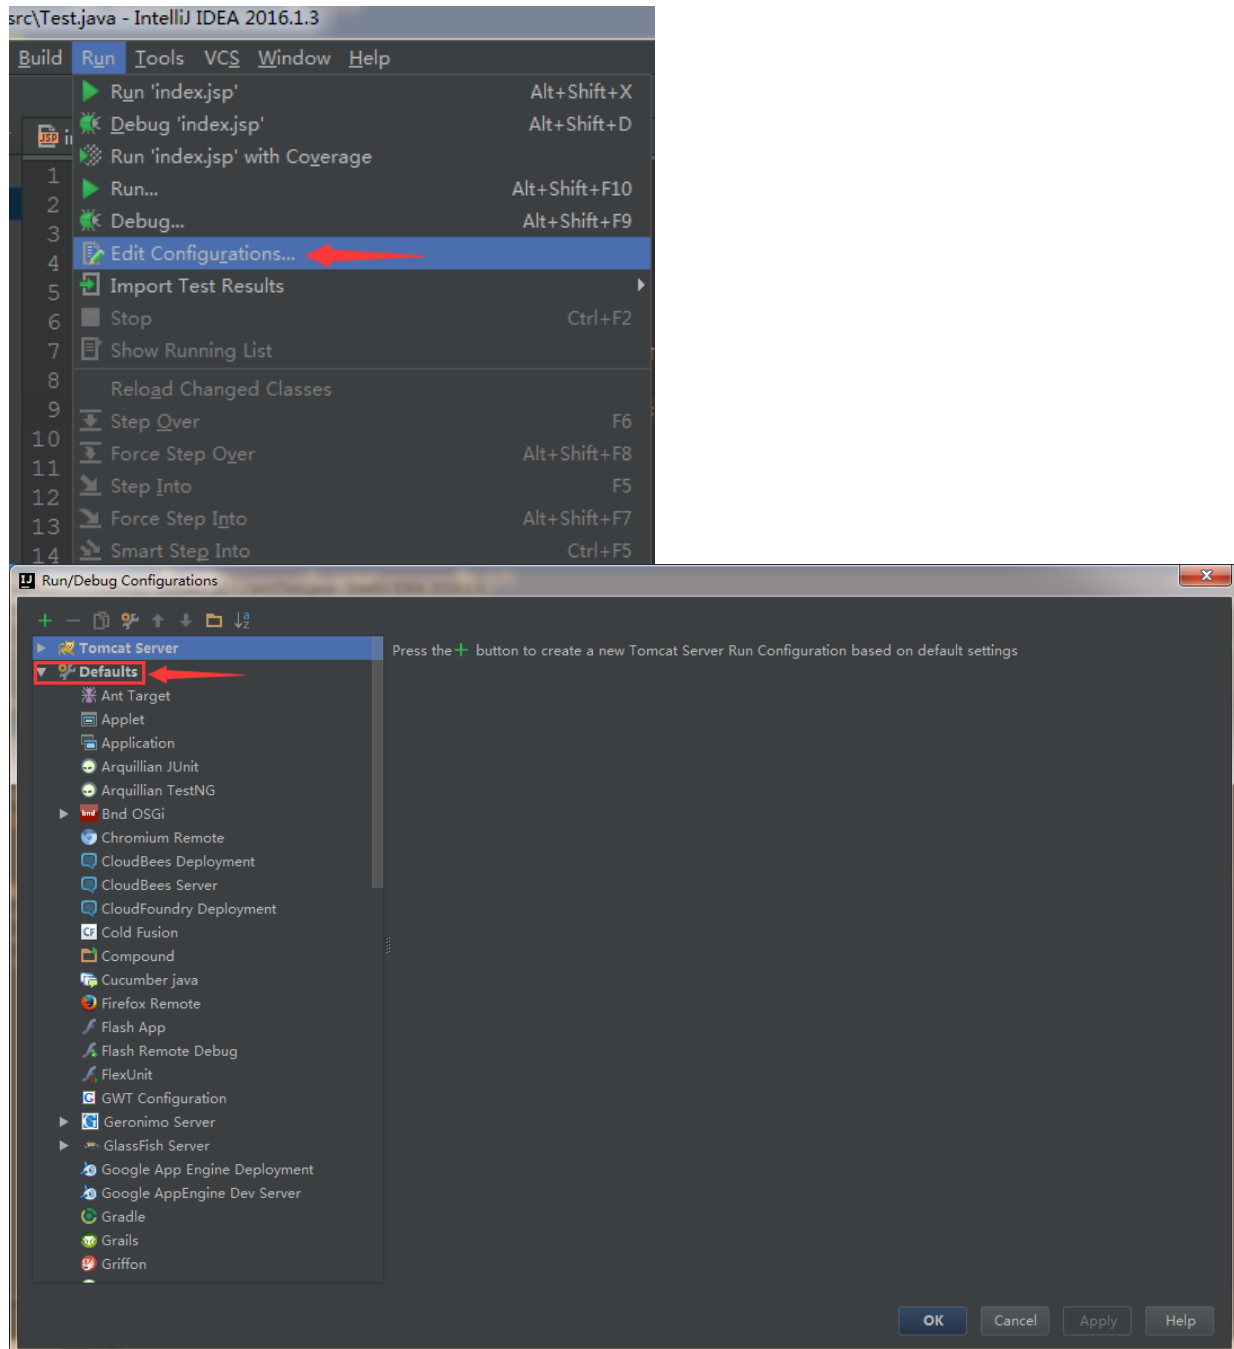 src\Test.java - IntelliJ IDEA 2016.1.3
Build Run Tools VCS Window Help
Run 'index.jsp' Alt+Shift+X
JSP Debug 'index.jsp' Alt+Shift+D
Run 'index.jsp' with Coverage
1 Run... Alt+Shift+F10
2 Debug... Alt+Shift+F9
3
4 Edit Configurations...
5 Import Test Results
6 Stop Ctrl+F2
7 Show Running List
8 Reload Changed Classes
9 Step Over F6
10 Force Step Over Alt+Shift+F8
11
12 Step Into F5
13 Force Step Into Alt+Shift+F7
14 Smart Step Into Ctrl+F5
Run/Debug Configurations
Tomcat Server
Press the + button to create a new Tomcat Server Run Configuration based on default settings
Defaults
Ant Target
Applet
Application
Arquillian JUnit
Arquillian TestNG
bnd Bnd OSGi
Chromium Remote
CloudBees Deployment
CloudBees Server
CloudFoundry Deployment
CF Cold Fusion
Compound
Cucumber java
Firefox Remote
Flash App
Flash Remote Debug
FlexUnit
G GWT Configuration
Geronimo Server
GlassFish Server
Google App Engine Deployment
Google AppEngine Dev Server
Gradle
Grails
Griffon
OK Cancel Apply Help